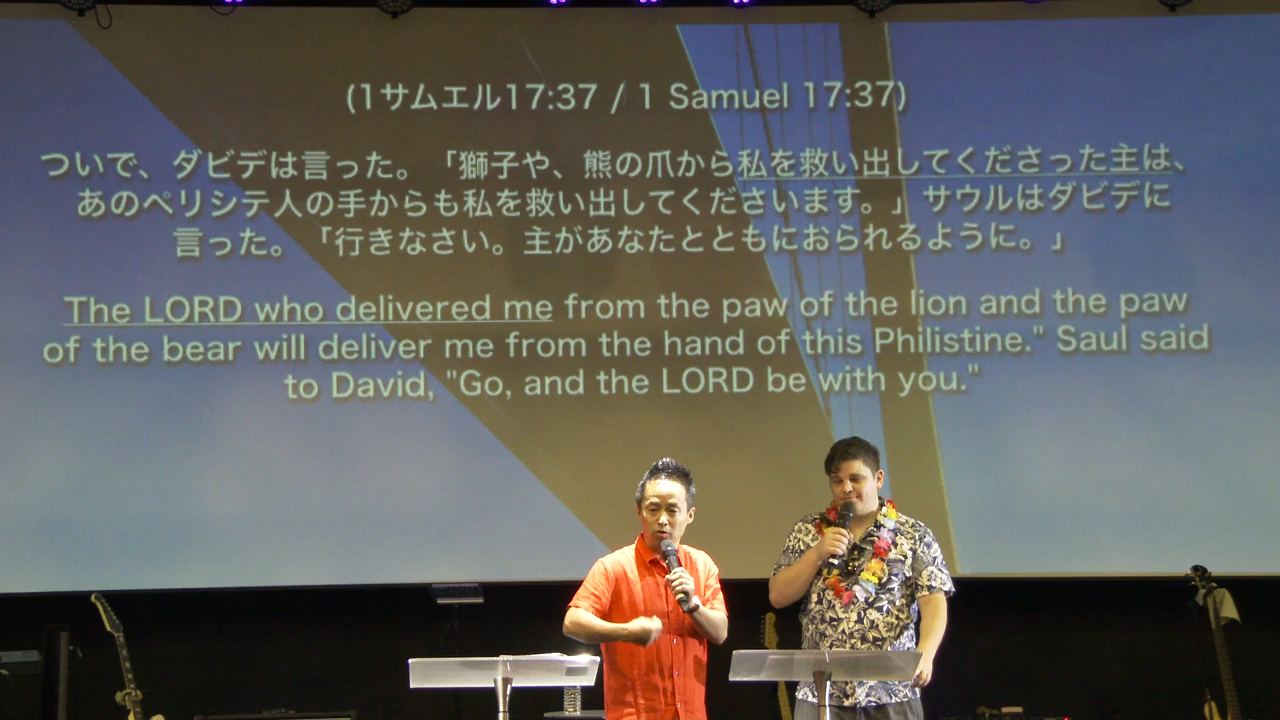 (1サムエル17:37 / 1 Samuel 17:37)
ついで、ダビデは言った。「獅子や、熊の爪から私を救い出してくださった主は、
あのペリシテ人の手からも私を救い出してくださいます。」サウルはダビデに
言った。「行きなさい。主があなたとともにおられるように。」
The LORD who delivered me from the paw of the lion and the paw
of the bear will deliver me from the hand of this Philistine." Saul said
to David, "Go, and the LORD be with you."